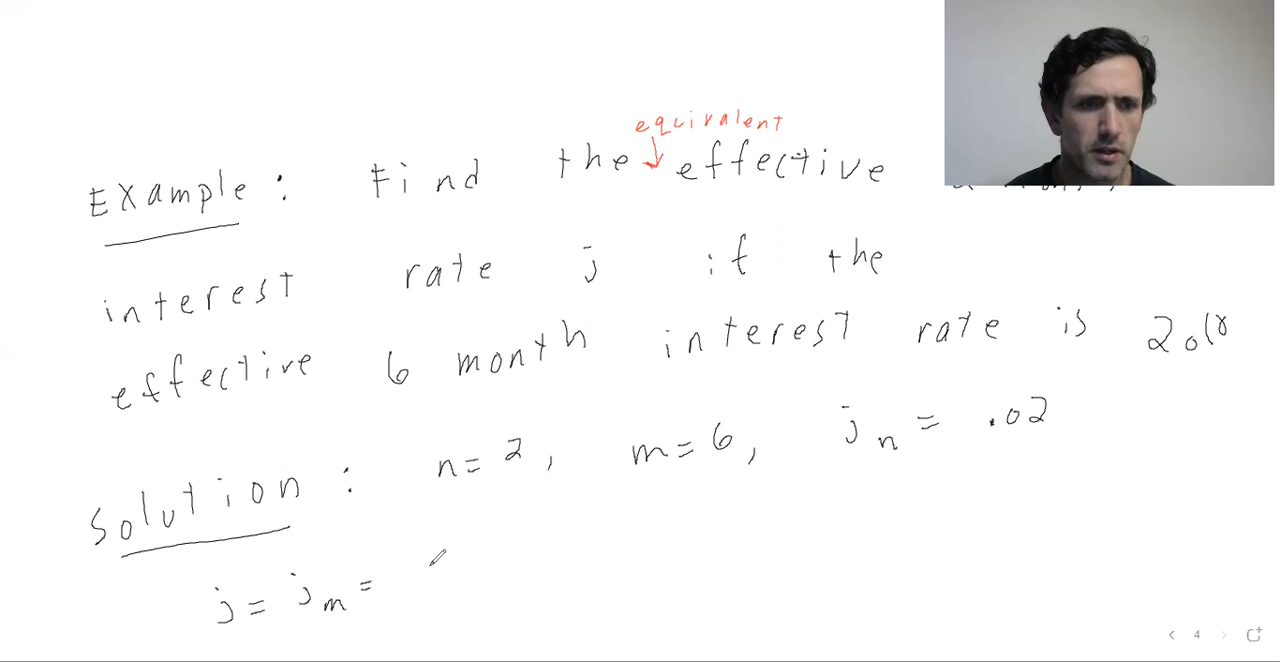 equivalent
Example: Find the effective
interest rate j if the
effective 6 month interest rate is 2%
Solution: n=2, m=6, jn = .02
j = jm =
4